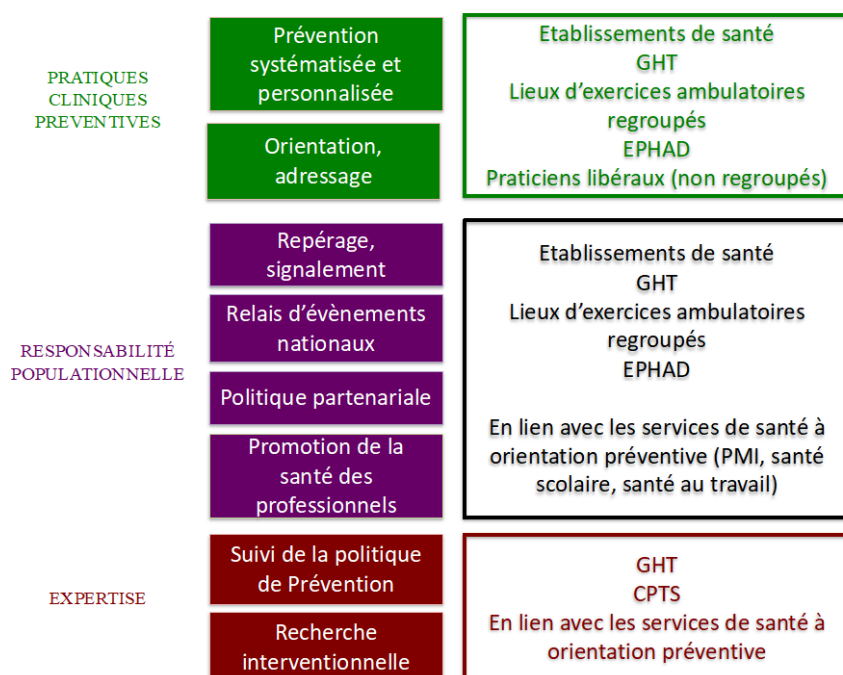 PRATIQUES
CLINIQUES
PREVENTIVES
Prévention
systématisée et
personnalisée
Orientation,
adressage
Etablissements de santé
GHT
Lieux d'exercices ambulatoires
regroupés
EPHAD
Praticiens libéraux (non regroupés)
RESPONSABILITÉ
POPULATIONNELLE
Repérage,
signalement
Relais d'évènements
nationaux
Politique partenariale
Promotion de la
santé des
professionnels
Etablissements de santé
GHT
Lieux d'exercices ambulatoires
regroupés
EPHAD
En lien avec les services de santé à
orientation préventive (PMI, santé
scolaire, santé au travail)
EXPERTISE
Suivi de la politique
de Prévention
Recherche
interventionnelle
GHT
CPTS
En lien avec les services de santé à
orientation préventive